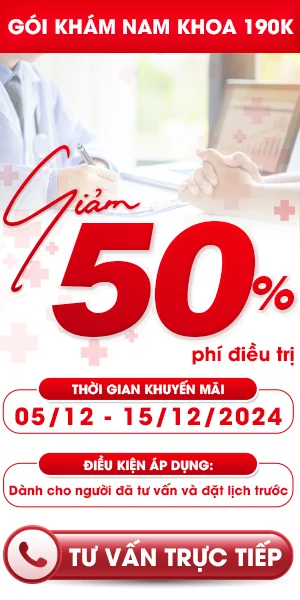 GÓI KHÁM NAM KHOA 190K
Giảm
50%
phí điều trị
THỜI GIAN KHUYẾN MÃI
05/12 - 15/12/2024
ĐIỀU KIỆN ÁP DỤNG:
Dành cho người đã tư vấn và đặt lịch trước
TƯ VẤN TRỰC TIẾP